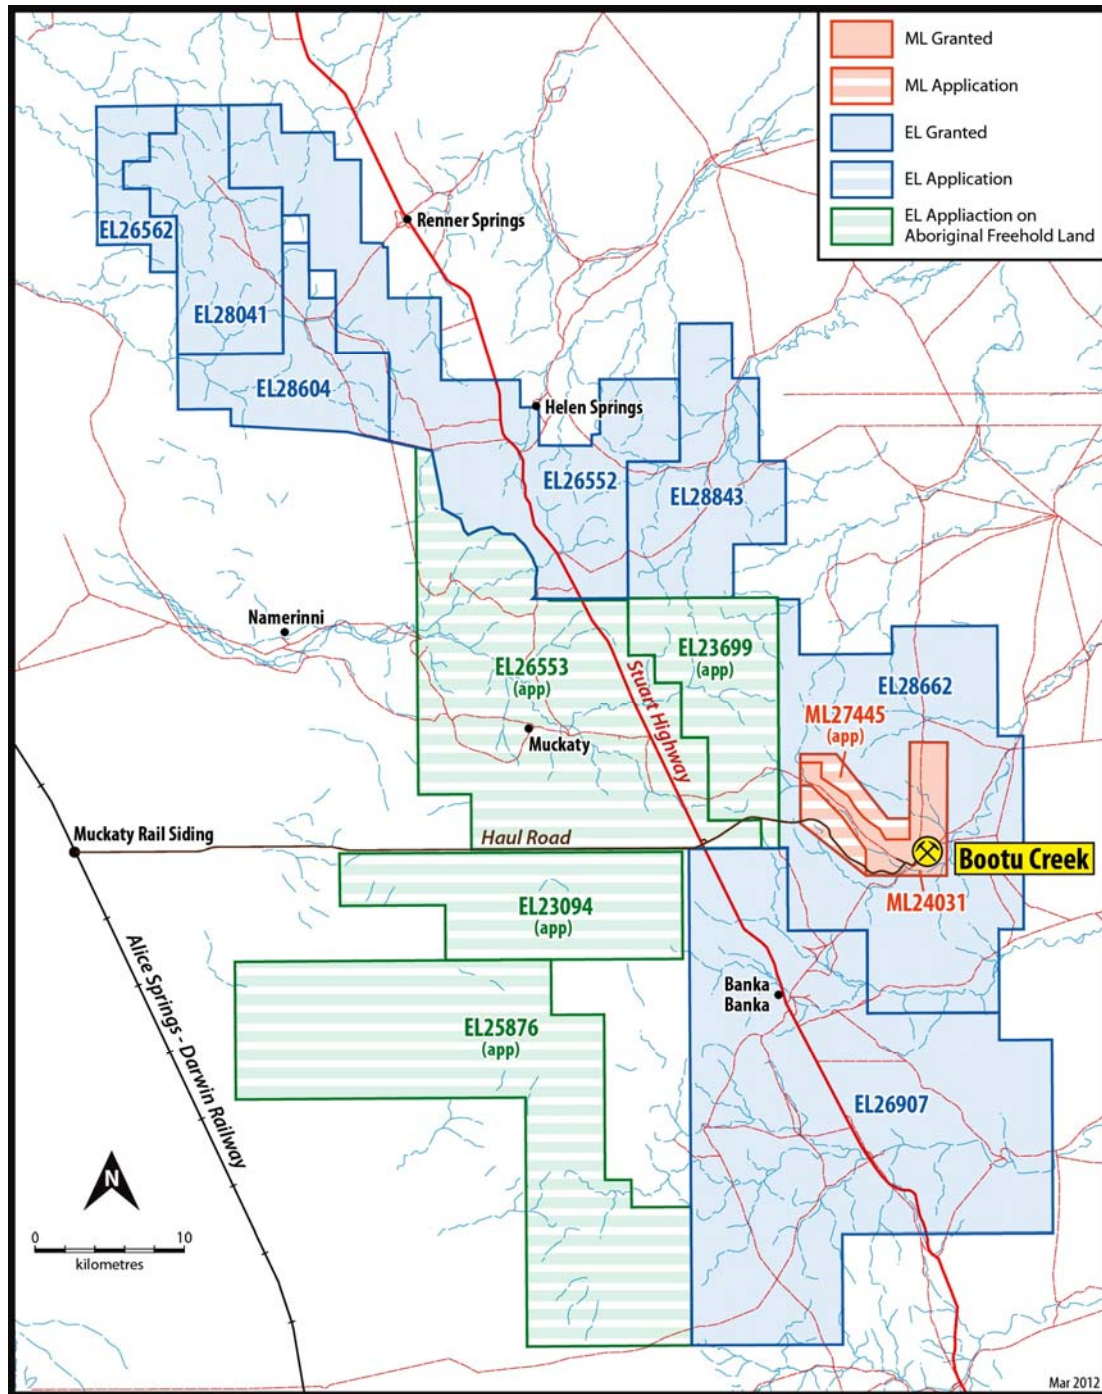 ML Granted
ML Application
EL Granted
EL Application
EL Appliaction on
Aboriginal Freehold Land
Renner Springs
EL26562
EL28041
EL28604
Helen Springs
EL26552
EL28843
Namerinni
EL26553
(app)
EL23699
(app)
Stuart Highway
EL28662
ML27445
(app)
Muckaty
Muckaty Rail Siding
Haul Road
Bootu Creek
ML24031
EL23094
(app)
Banka
Banka
EL25876
(app)
Alice Springs - Darwin Railway
EL26907
N
0 10
kilometres
Mar 2012